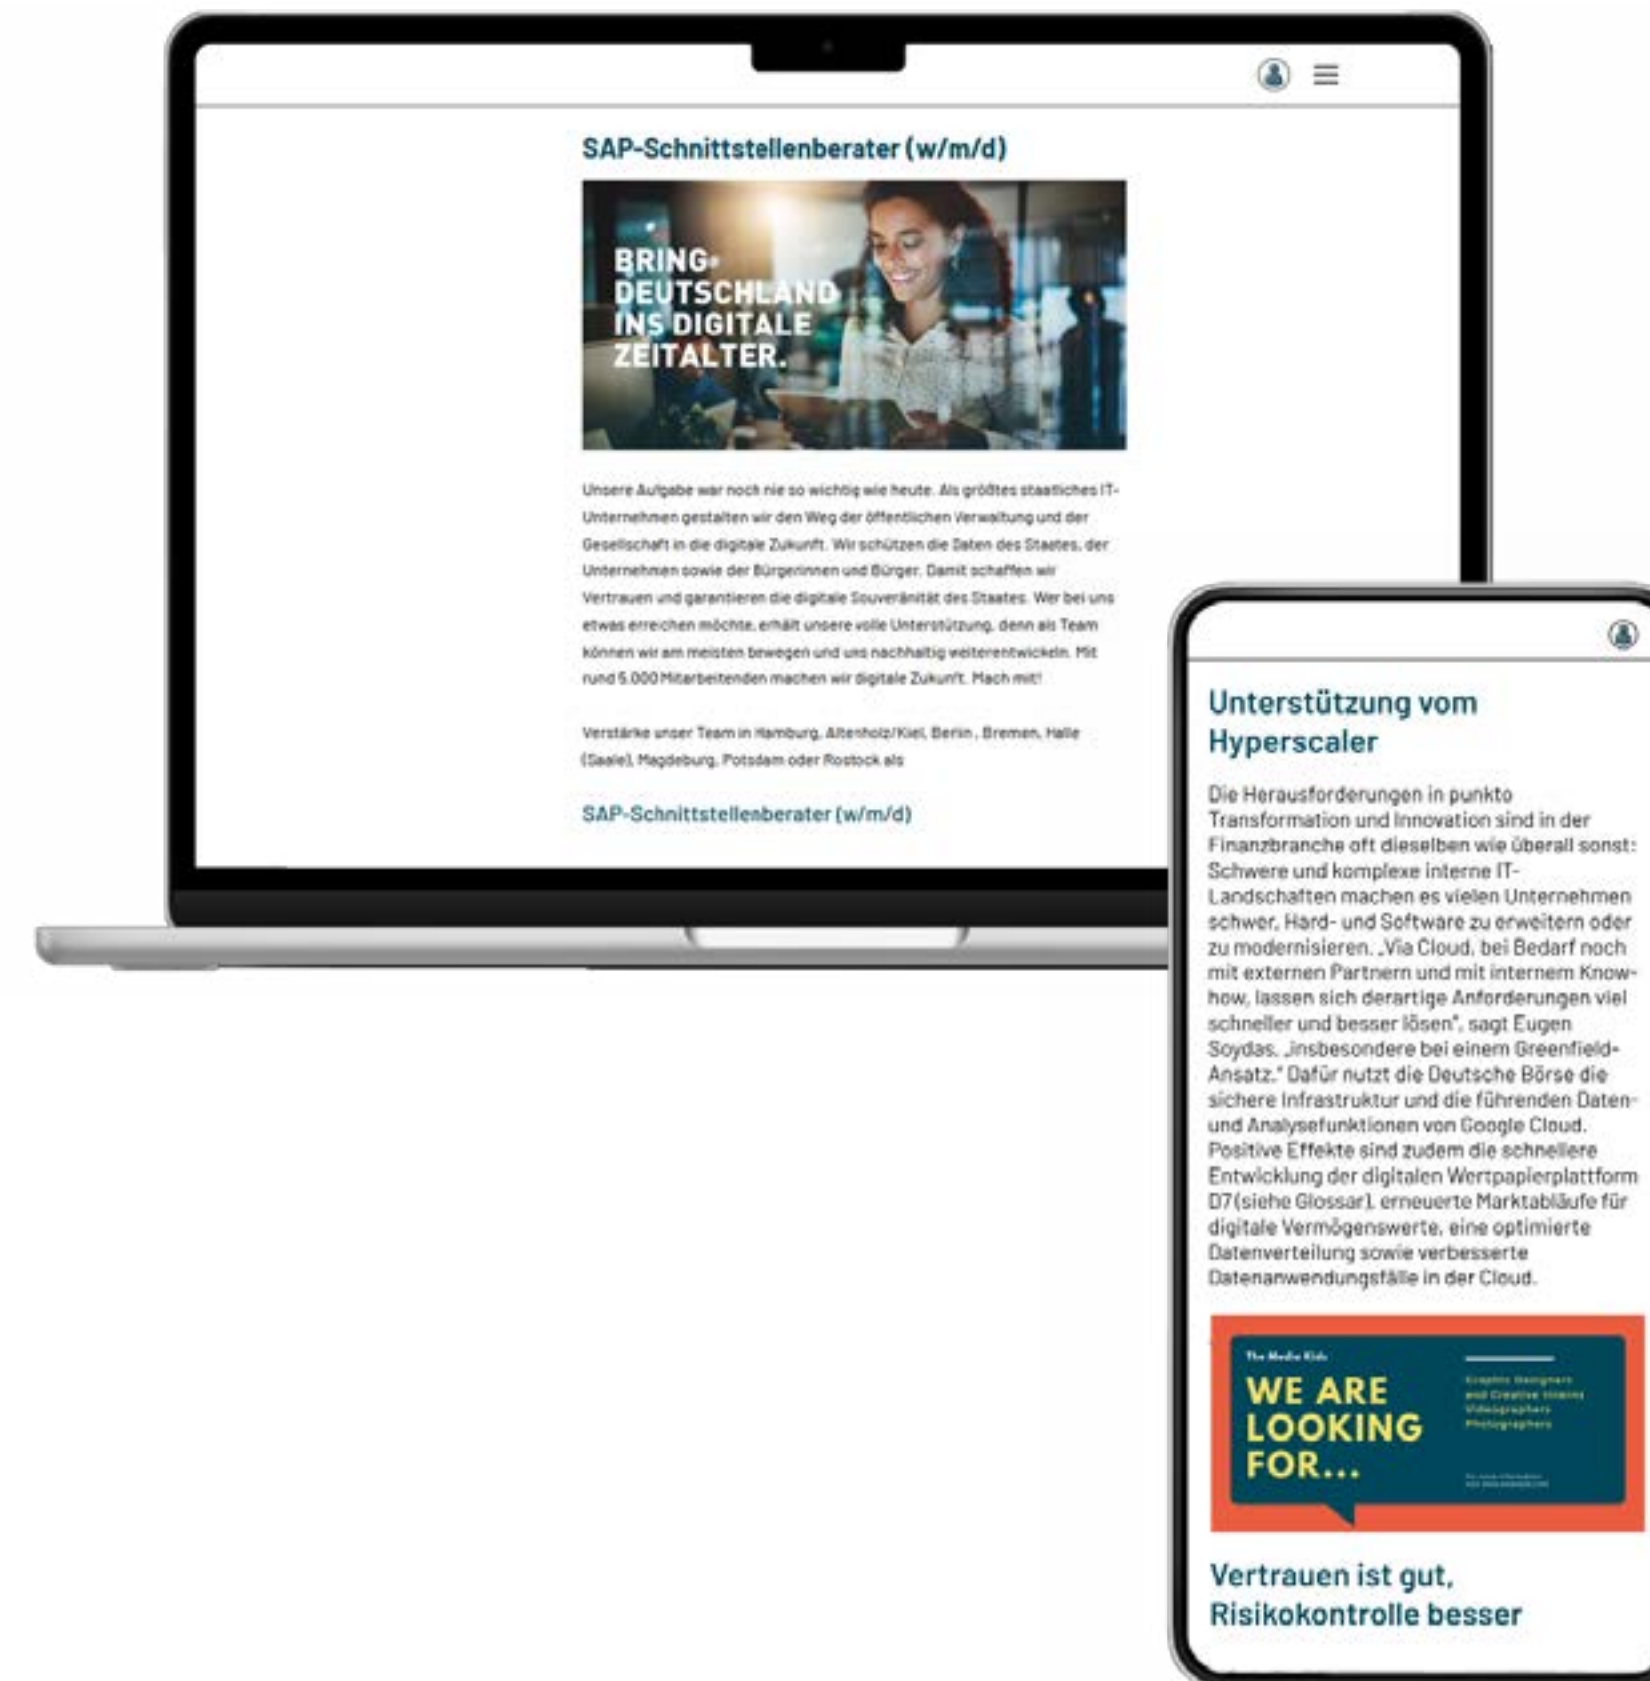 SAP-Schnittstellenberater (w/m/d)
BRING
DEUTSCHLAND
INS DIGITALE
ZEITALTER.
Unsere Aufgabe war noch nie so wichtig wie heute. Als größtes staatliches IT-
Unternehmen gestalten wir den Weg der öffentlichen Verwaltung und der
Gesellschaft in die digitale Zukunft. Wir schützen die Daten des Staates, der
Unternehmen sowie der Bürgerinnen und Bürger. Damit schaffen wir
Vertrauen und garantieren die digitale Souveränität des Staates. Wer bei uns
etwas erreichen möchte, erhält unsere volle Unterstützung, denn als Team
können wir am meisten bewegen und uns nachhaltig weiterentwickeln. Mit
rund 5.000 Mitarbeitenden machen wir digitale Zukunft. Mach mit!
Verstärke unser Team in Hamburg, Altenholz/Kiel, Berlin , Bremen, Halle
(Saale), Magdeburg, Potsdam oder Rostock als
SAP-Schnittstellenberater (w/m/d)
Unterstützung vom
Hyperscaler
Die Herausforderungen in punkto
Transformation und Innovation sind in der
Finanzbranche oft dieselben wie überall sonst:
Schwere und komplexe interne IT-
Landschaften machen es vielen Unternehmen
schwer, Hard- und Software zu erweitern oder
zu modernisieren. „Via Cloud, bei Bedarf noch
mit externen Partnern und mit internem Know-
how, lassen sich derartige Anforderungen viel
schneller und besser lösen“, sagt Eugen
Soydas, „insbesondere bei einem Greenfield-
Ansatz.“ Dafür nutzt die Deutsche Börse die
sichere Infrastruktur und die führenden Daten-
und Analysefunktionen von Google Cloud.
Positive Effekte sind zudem die schnellere
Entwicklung der digitalen Wertpapierplattform
D7 (siehe Glossar), erneuerte Marktabläufe für
digitale Vermögenswerte, eine optimierte
Datenverteilung sowie verbesserte
Datenanwendungsfälle in der Cloud.
The Media Kids
WE ARE
LOOKING
FOR...
Graphic Designers
and Creative Interns
Videographers
Photographers
Vertrauen ist gut,
Risikokontrolle besser